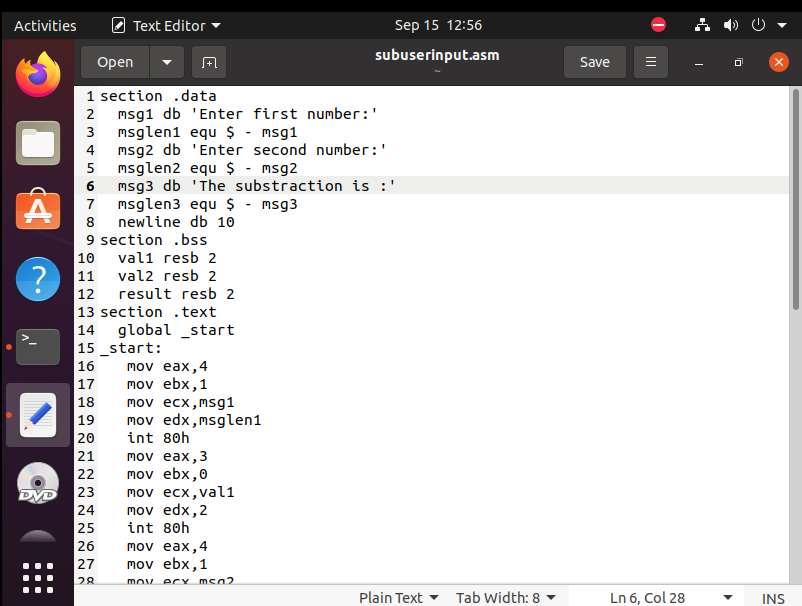 Activities Text Editor Sep 15 12:56
Open subuserinput.asm Save
~
1 section .data
2 msg1 db 'Enter first number:'
3 msglen1 equ $ - msg1
4 msg2 db 'Enter second number:'
5 msglen2 equ $ - msg2
6 msg3 db 'The substraction is :'
7 msglen3 equ $ - msg3
8 newline db 10
9 section .bss
10 val1 resb 2
11 val2 resb 2
12 result resb 2
13 section .text
14 global _start
15 _start:
16 mov eax,4
17 mov ebx,1
18 mov ecx,msg1
19 mov edx,msglen1
20 int 80h
21 mov eax,3
22 mov ebx,0
23 mov ecx,val1
24 mov edx,2
25 int 80h
26 mov eax,4
27 mov ebx,1
28 mov ecx,msg2
>_
DVD
Plain Text Tab Width: 8 Ln 6, Col 28 INS